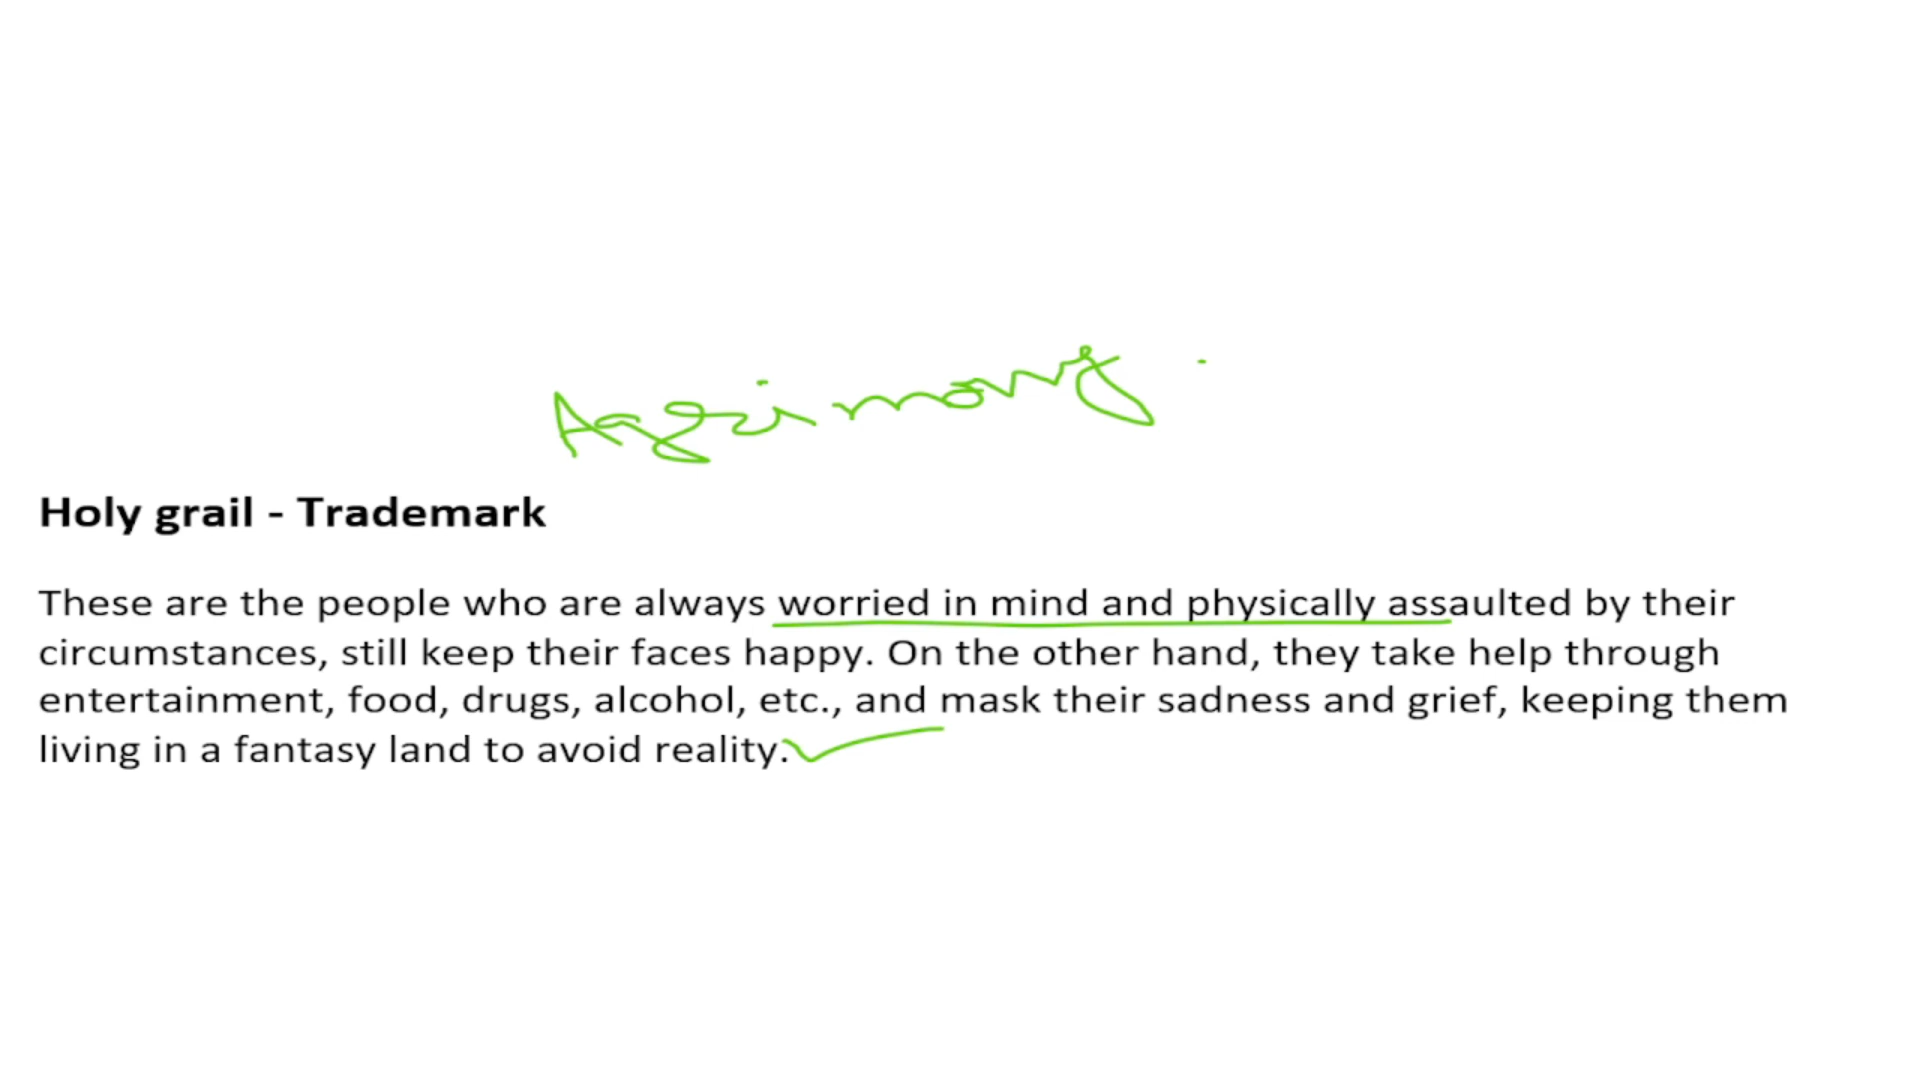 Agrimony
Holy grail - Trademark
These are the people who are always worried in mind and physically assaulted by their
circumstances, still keep their faces happy. On the other hand, they take help through
entertainment, food, drugs, alcohol, etc., and mask their sadness and grief, keeping them
living in a fantasy land to avoid reality.